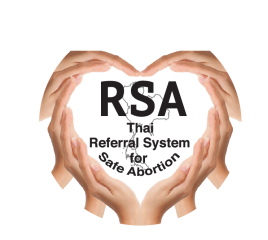 RSA
Thai
Referral System
for
Safe Abortion